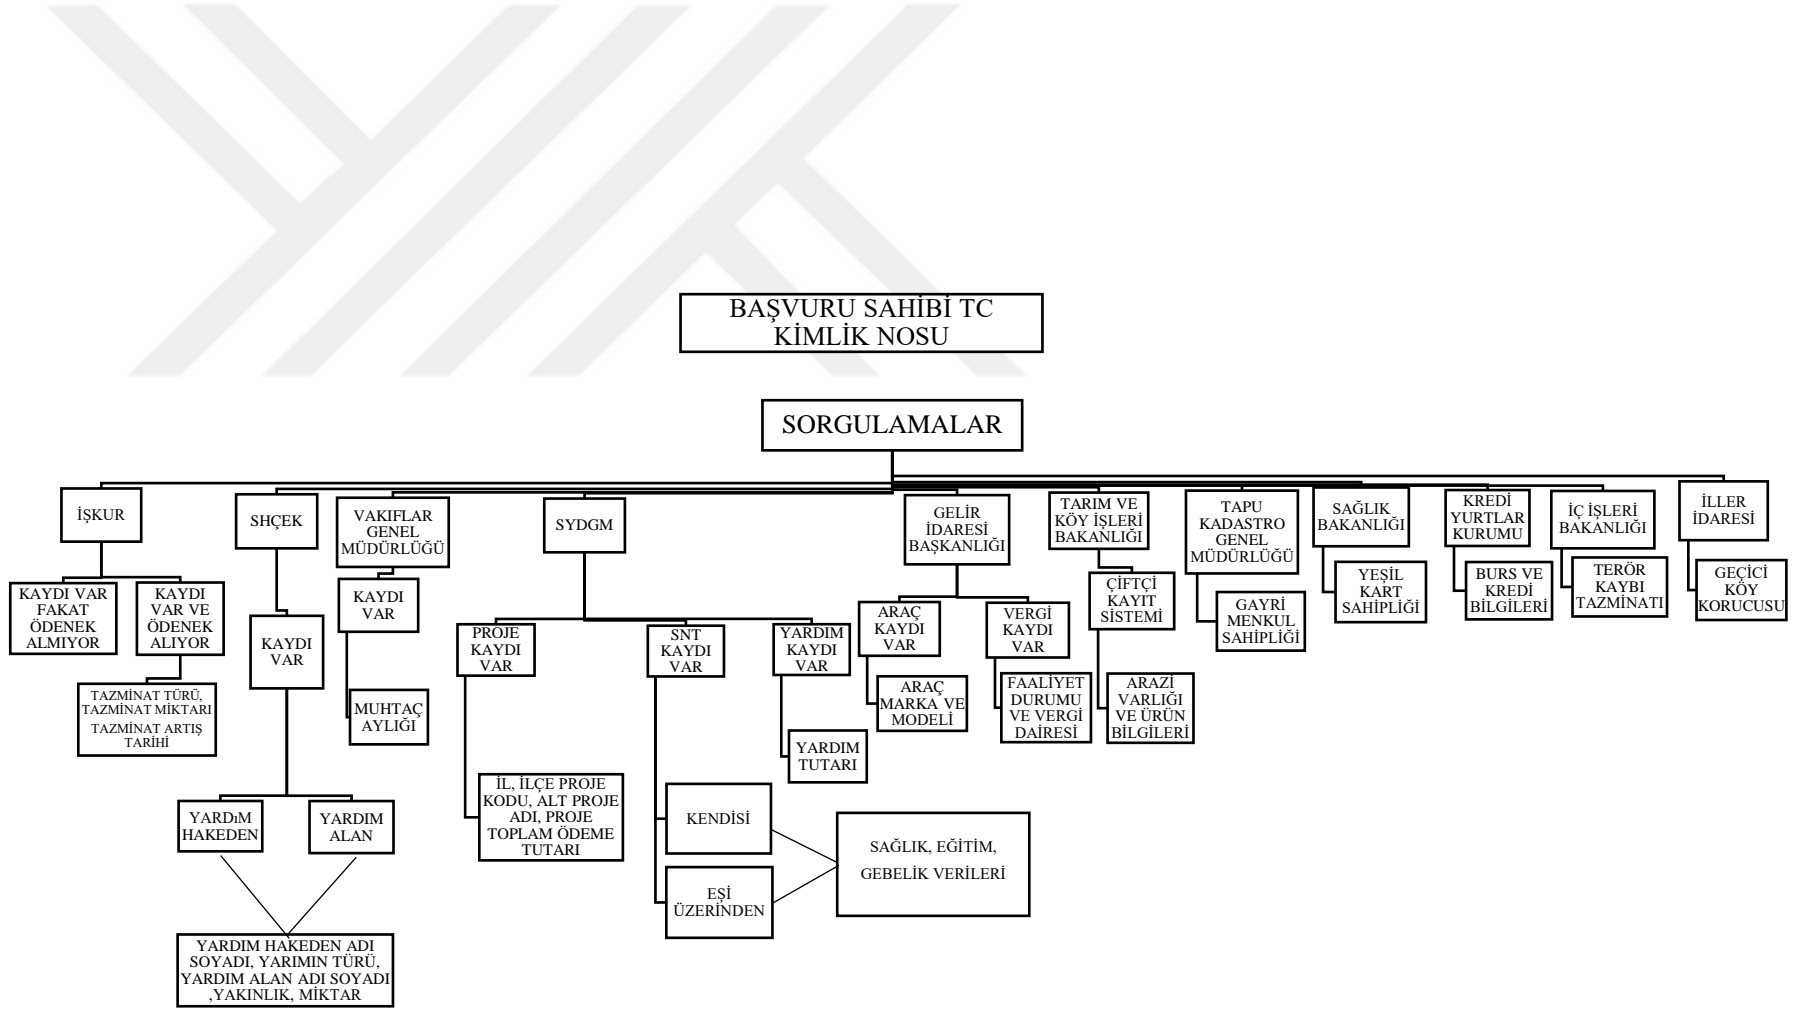 BAŞVURU SAHİBİ TC
KİMLİK NOSU
SORGULAMALAR
İŞKUR
KAYDI VAR
FAKAT
ÖDENEK
ALMIYOR
KAYDI
VAR VE
ÖDENEK
ALIYOR
TAZMİNAT TÜRÜ,
TAZMİNAT MİKTARI
TAZMİNAT ARTIŞ
TARİHİ
SHÇEK
KAYDI
VAR
YARDıM
HAKEDEN
YARDIM
ALAN
YARDIM HAKEDEN ADI
SOYADI, YARIMIN TÜRÜ,
YARDIM ALAN ADI SOYADI
,YAKINLIK, MİKTAR
VAKIFLAR
GENEL
MÜDÜRLÜĞÜ
KAYDI
VAR
MUHTAÇ
AYLIĞI
SYDGM
PROJE
KAYDI
VAR
İL, İLÇE PROJE
KODU, ALT PROJE
ADI, PROJE
TOPLAM ÖDEME
TUTARI
SNT
KAYDI
VAR
KENDİSİ
EŞİ
ÜZERİNDEN
SAĞLIK, EĞİTİM,
GEBELİK VERİLERİ
YARDIM
KAYDI
VAR
YARDIM
TUTARI
GELİR
İDARESİ
BAŞKANLIĞI
ARAÇ
KAYDI
VAR
ARAÇ
MARKA VE
MODELİ
VERGİ
KAYDI
VAR
FAALİYET
DURUMU
VE VERGİ
DAİRESİ
TARIM VE
KÖY İŞLERİ
BAKANLIĞI
ÇİFTÇİ
KAYIT
SİSTEMİ
ARAZİ
VARLIĞI
VE ÜRÜN
BİLGİLERİ
TAPU
KADASTRO
GENEL
MÜDÜRLÜĞÜ
GAYRİ
MENKUL
SAHİPLİĞİ
SAĞLIK
BAKANLIĞI
YEŞİL
KART
SAHİPLİĞİ
KREDİ
YURTLAR
KURUMU
BURS VE
KREDİ
BİLGİLERİ
İÇ İŞLERİ
BAKANLIĞI
TERÖR
KAYBI
TAZMİNATI
İLLER
İDARESİ
GEÇİCİ
KÖY
KORUCUSU